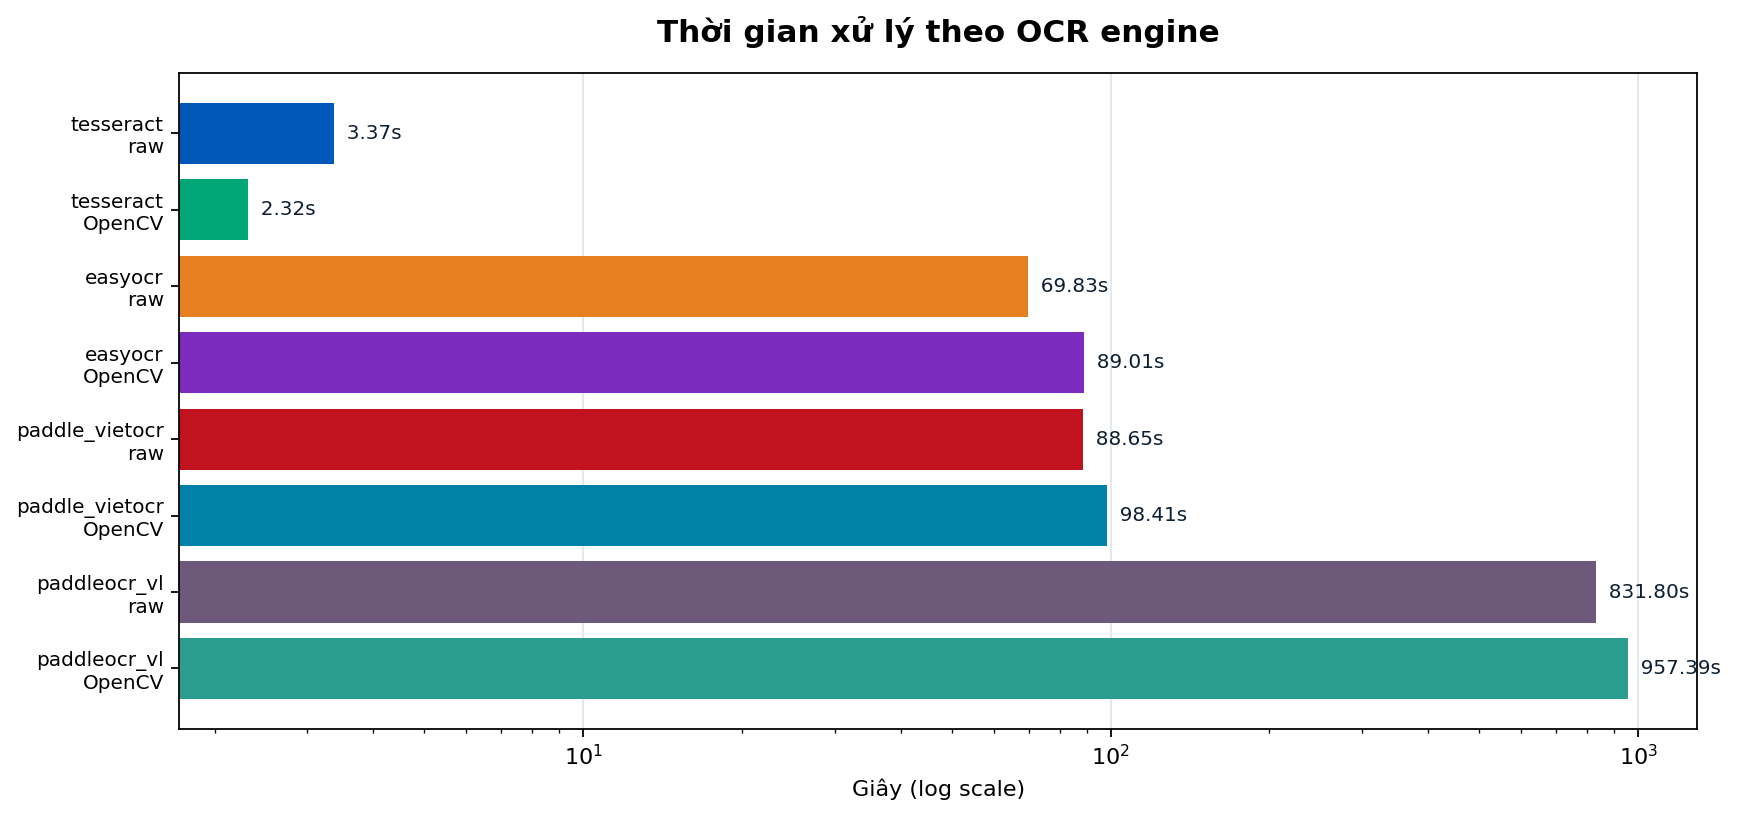 Thời gian xử lý theo OCR engine
tesseract
raw
3.37s
tesseract
OpenCV
2.32s
easyocr
raw
69.83s
easyocr
OpenCV
89.01s
paddle_vietocr
raw
88.65s
paddle_vietocr
OpenCV
98.41s
paddleocr_vl
raw
831.80s
paddleocr_vl
OpenCV
957.39s
10¹ 10² 10³
Giây (log scale)